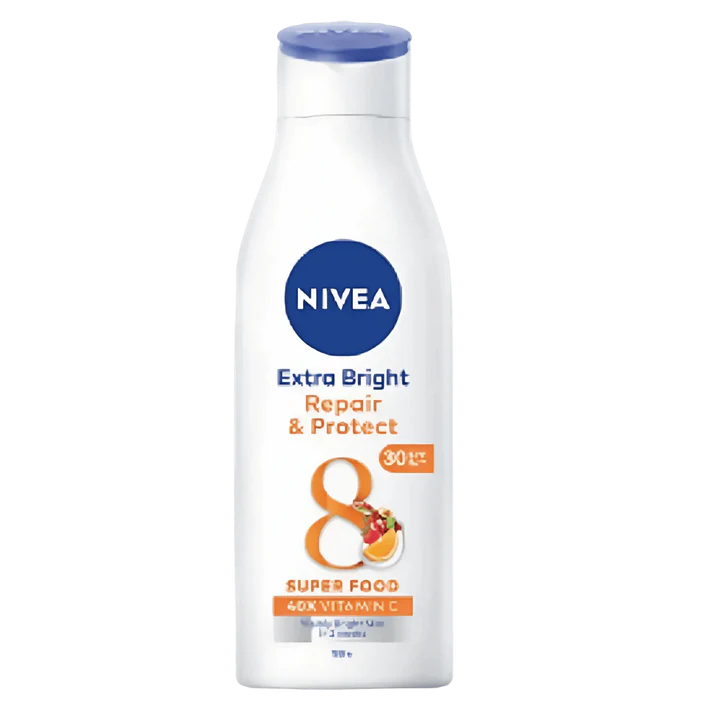 NIVEA
Extra Bright
Repair
& Protect
30
8
SUPER FOOD
40X VITAMIN C